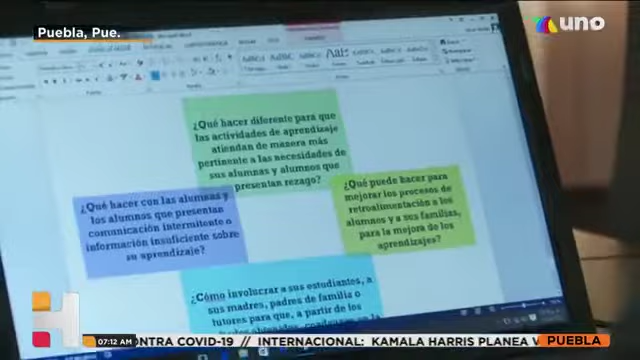 Puebla, Pue.
uno
¿Qué hacer diferente para que
las actividades de aprendizaje
atiendan de manera más
pertinente a las necesidades de
sus alumnas y alumnos que
presentan rezago?
¿Qué hacer con las alumnas y
los alumnos que presentan
comunicación intermitente o
información insuficiente sobre
su aprendizaje?
¿Qué puede hacer para
mejorar los procesos de
retroalimentación a los
alumnos y a sus familias,
para la mejora de los
aprendizajes?
¿Cómo involucrar a sus estudiantes, a
sus madres, padres de familia o
tutores para que, a partir de los
07:12 AM
ONTRA COVID-19 // INTERNACIONAL: KAMALA HARRIS PLANEA V
PUEBLA